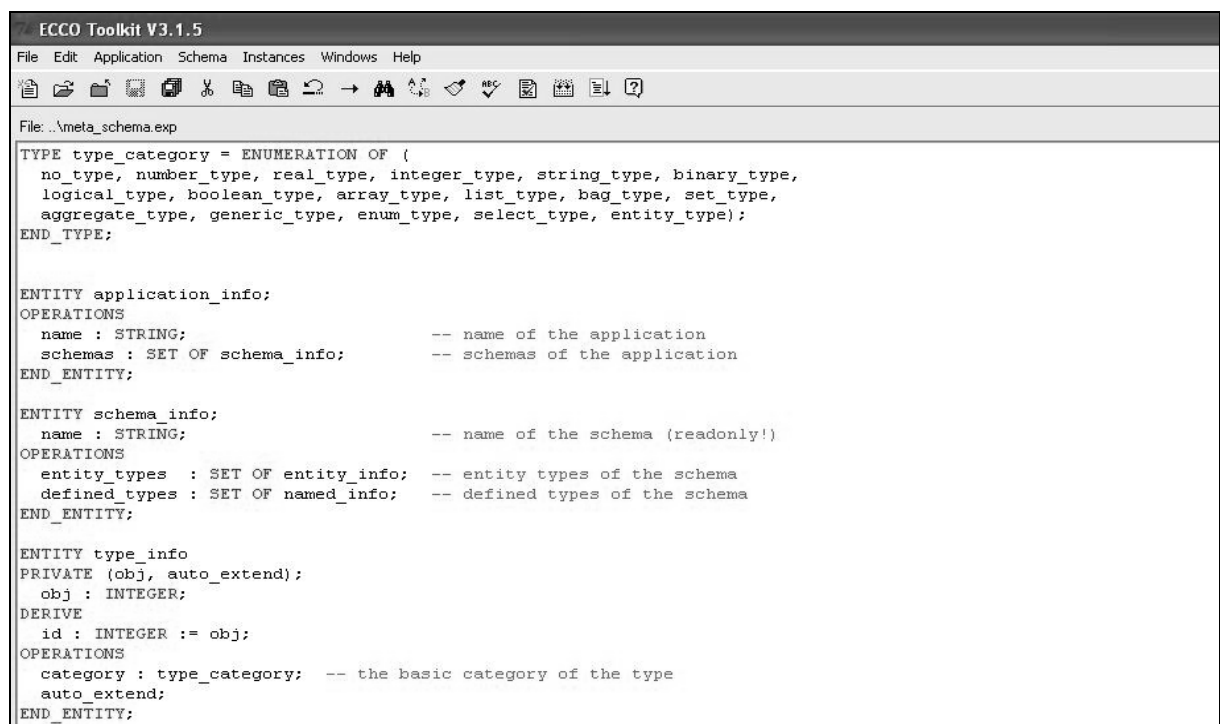 ECCO Toolkit V3.1.5
File Edit Application Schema Instances Windows Help
File: ..\meta_schema.exp
TYPE type_category = ENUMERATION OF (
  no_type, number_type, real_type, integer_type, string_type, binary_type,
  logical_type, boolean_type, array_type, list_type, bag_type, set_type,
  aggregate_type, generic_type, enum_type, select_type, entity_type);
END_TYPE;
ENTITY application_info;
OPERATIONS
  name : STRING; -- name of the application
  schemas : SET OF schema_info; -- schemas of the application
END_ENTITY;
ENTITY schema_info;
  name : STRING; -- name of the schema (readonly!)
OPERATIONS
  entity_types : SET OF entity_info; -- entity types of the schema
  defined_types : SET OF named_info; -- defined types of the schema
END_ENTITY;
ENTITY type_info
PRIVATE (obj, auto_extend);
  obj : INTEGER;
DERIVE
  id : INTEGER := obj;
OPERATIONS
  category : type_category; -- the basic category of the type
  auto_extend;
END_ENTITY;